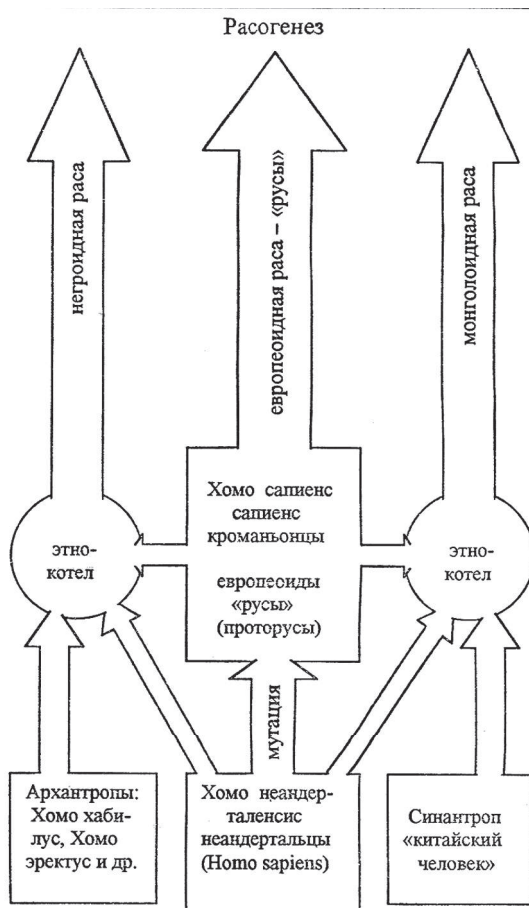 Расогенез
негроидная раса
европеоидная раса – «русы»
монголоидная раса
Хомо сапиенс
сапиенс
кроманьонцы
европеоиды
«русы»
(проторусы)
этно-
котел
этно-
котел
мутация
Архантропы:
Хомо хаби-
лус, Хомо
эректус и др.
Хомо неандер-
таленсис
неандертальцы
(Homo sapiens)
Синантроп
«китайский
человек»